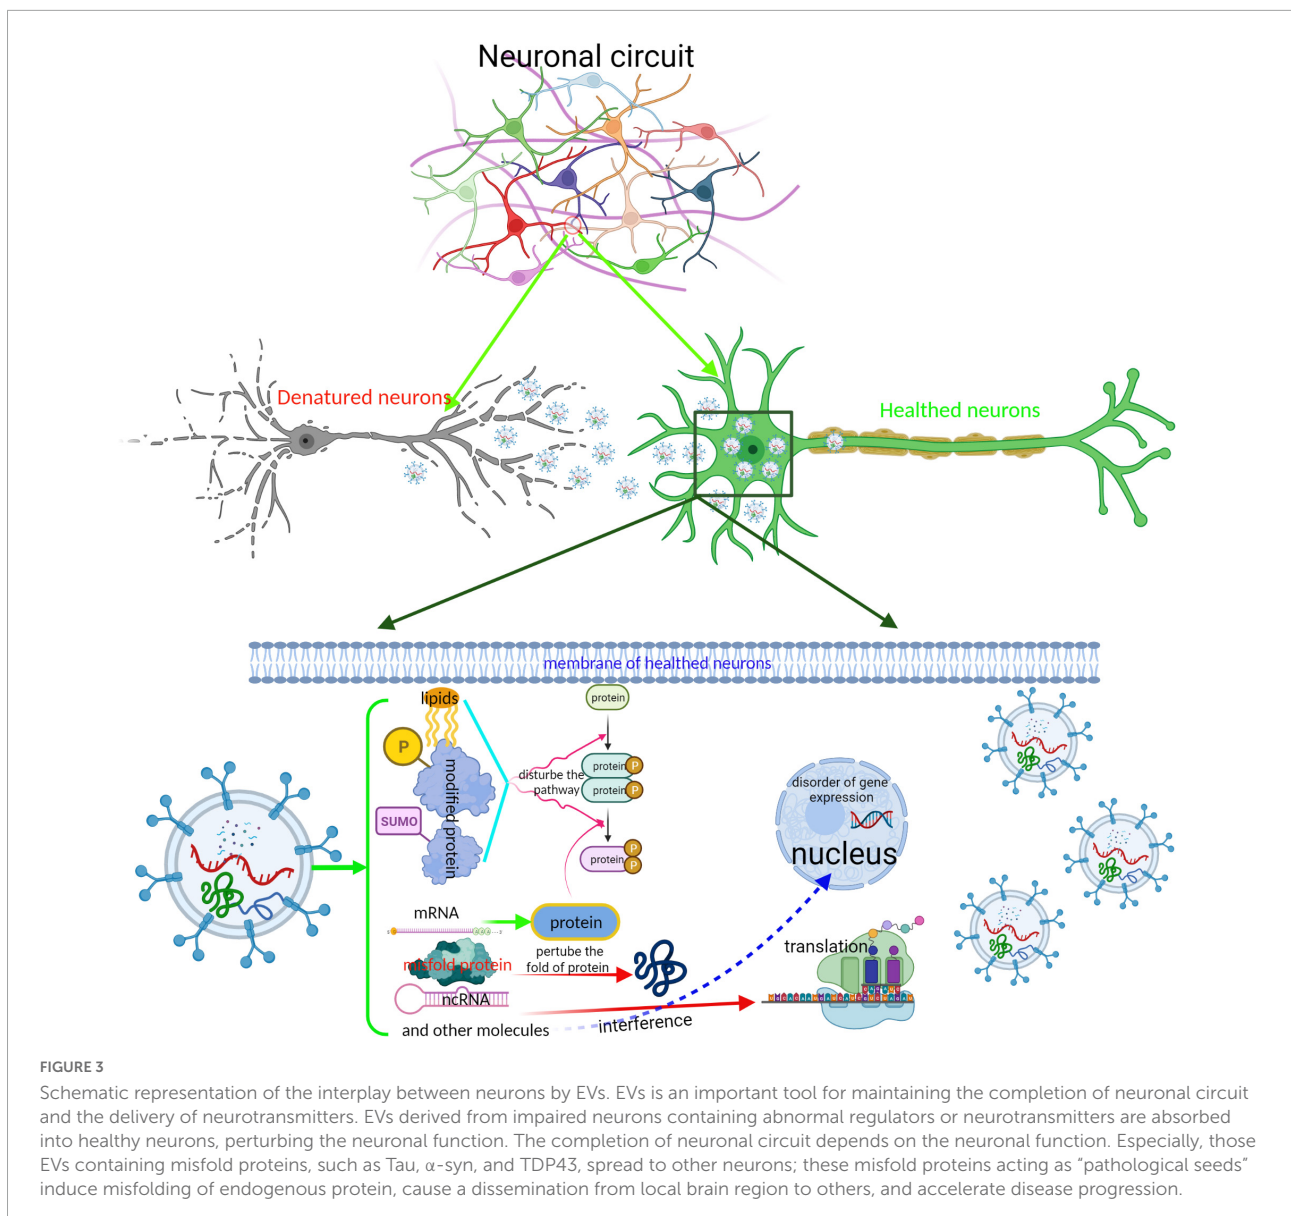 Neuronal circuit
Denatured neurons
Healthed neurons
membrane of healthed neurons
lipids
P
modified protein
SUMO
protein
disturbe the
pathway
protein P
protein P
protein P
P
mRNA
protein
misfold protein
pertube the
fold of protein
ncRNA
and other molecules
interference
disorder of gene
expression
nucleus
translation
FIGURE 3
Schematic representation of the interplay between neurons by EVs. EVs is an important tool for maintaining the completion of neuronal circuit
and the delivery of neurotransmitters. EVs derived from impaired neurons containing abnormal regulators or neurotransmitters are absorbed
into healthy neurons, perturbing the neuronal function. The completion of neuronal circuit depends on the neuronal function. Especially, those
EVs containing misfold proteins, such as Tau, α-syn, and TDP43, spread to other neurons; these misfold proteins acting as “pathological seeds”
induce misfolding of endogenous protein, cause a dissemination from local brain region to others, and accelerate disease progression.